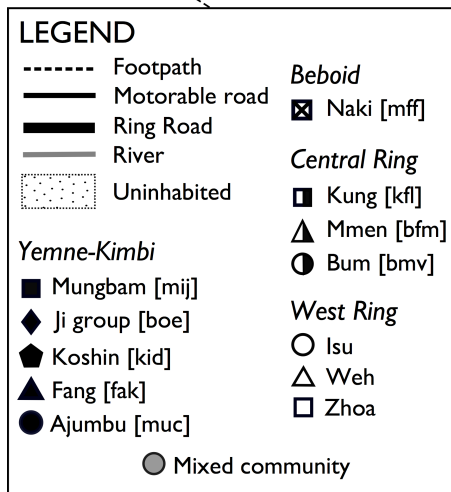 LEGEND
Footpath
Motorable road
Ring Road
River
Uninhabited
Yemne-Kimbi
Mungbam [mij]
Ji group [boe]
Koshin [kid]
Fang [fak]
Ajumbu [muc]
Beboid
Naki [mff]
Central Ring
Kung [kfl]
Mmen [bfm]
Bum [bmv]
West Ring
Isu
Weh
Zhoa
Mixed community